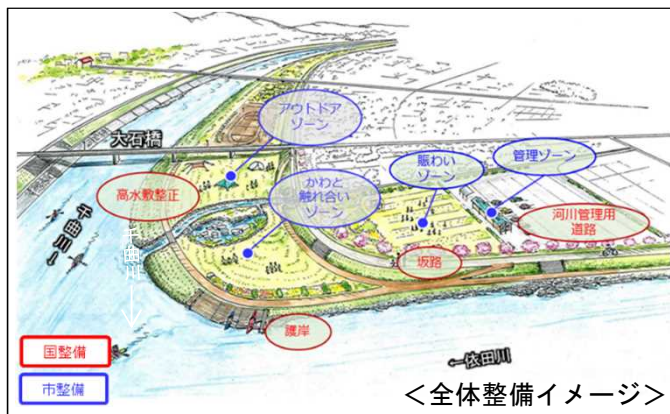 アウトドア
ゾーン
大石橋
賑わい
ゾーン
管理ゾーン
高水敷整正
かわと
触れ合い
ゾーン
河川管理用
道路
千曲川
坂路
護岸
国整備
市整備
←依田川
＜全体整備イメージ＞